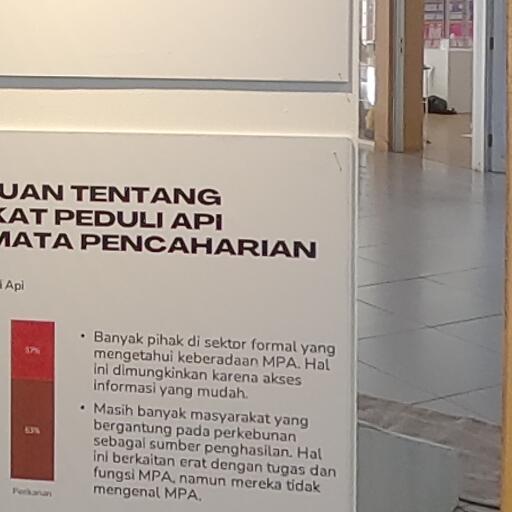 UAN TENTANG
KAT PEDULI API
MATA PENCAHARIAN
i Api
37%
63%
Perikanan
• Banyak pihak di sektor formal yang
mengetahui keberadaan MPA. Hal
ini dimungkinkan karena akses
informasi yang mudah.
• Masih banyak masyarakat yang
bergantung pada perkebunan
sebagai sumber penghasilan. Hal
ini berkaitan erat dengan tugas dan
fungsi MPA, namun mereka tidak
mengenal MPA.